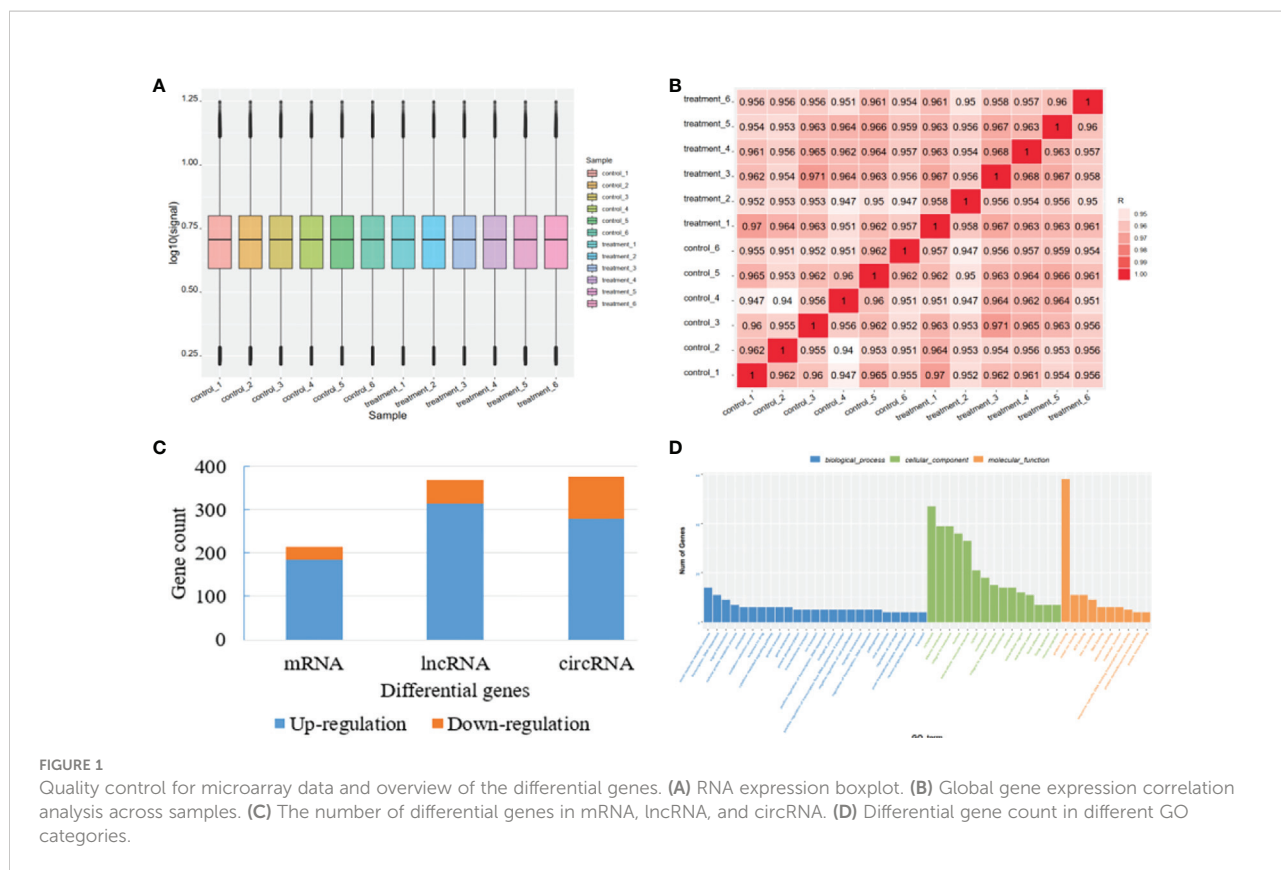 A
1.25
1.00
0.75
0.50
0.25
log10(signal)
control_1 control_2 control_3 control_4 control_5 control_6 treatment_1 treatment_2 treatment_3 treatment_4 treatment_5 treatment_6
Sample
Sample
control_1
control_2
control_3
control_4
control_5
control_6
treatment_1
treatment_2
treatment_3
treatment_4
treatment_5
treatment_6
B
treatment_6 0.956 0.956 0.956 0.951 0.961 0.954 0.961 0.95 0.958 0.957 0.96 1
treatment_5 0.954 0.953 0.963 0.964 0.966 0.959 0.963 0.956 0.967 0.963 1 0.96
treatment_4 0.961 0.956 0.965 0.962 0.964 0.957 0.963 0.954 0.968 1 0.963 0.957
treatment_3 0.962 0.954 0.971 0.964 0.963 0.956 0.967 0.956 1 0.968 0.967 0.958
treatment_2 0.952 0.953 0.953 0.947 0.95 0.947 0.958 1 0.956 0.954 0.956 0.95
treatment_1 0.97 0.964 0.963 0.951 0.962 0.957 1 0.958 0.967 0.963 0.963 0.961
control_6 0.955 0.951 0.952 0.951 0.962 1 0.957 0.947 0.956 0.957 0.959 0.954
control_5 0.965 0.953 0.962 0.96 1 0.962 0.962 0.95 0.963 0.964 0.966 0.961
control_4 0.947 0.94 0.956 1 0.96 0.951 0.951 0.947 0.964 0.962 0.964 0.951
control_3 0.96 0.955 1 0.956 0.962 0.952 0.963 0.953 0.971 0.965 0.963 0.956
control_2 0.962 1 0.955 0.94 0.953 0.951 0.964 0.953 0.954 0.956 0.953 0.956
control_1 1 0.962 0.96 0.947 0.965 0.955 0.97 0.952 0.962 0.961 0.954 0.956
control_1 control_2 control_3 control_4 control_5 control_6 treatment_1 treatment_2 treatment_3 treatment_4 treatment_5 treatment_6
R
0.95
0.96
0.97
0.98
0.99
1.00
C
400
300
200
100
0
Gene count
mRNA lncRNA circRNA
Differential genes
Up-regulation Down-regulation
D
biological_process cellular_component molecular_function
Num of Genes
FIGURE 1
Quality control for microarray data and overview of the differential genes. (A) RNA expression boxplot. (B) Global gene expression correlation
analysis across samples. (C) The number of differential genes in mRNA, lncRNA, and circRNA. (D) Differential gene count in different GO
categories.